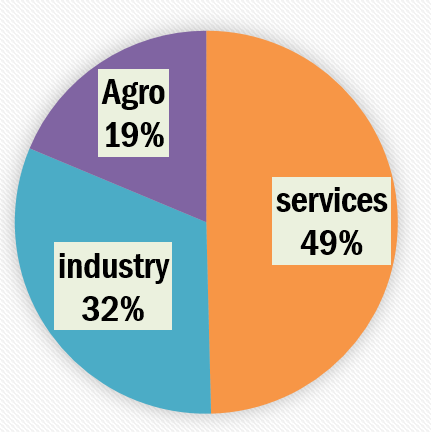 Agro
19%
services
49%
industry
32%